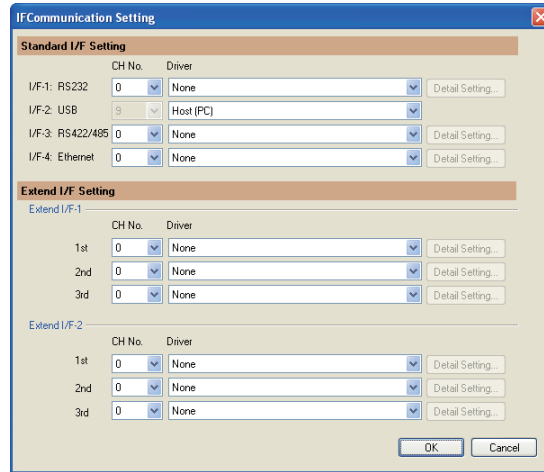 IFCommunication Setting
Standard I/F Setting
CH No. Driver
I/F-1: RS232 0 None Detail Setting...
I/F-2: USB 9 Host (PC)
I/F-3: RS422/485 0 None Detail Setting...
I/F-4: Ethernet 0 None Detail Setting...
Extend I/F Setting
Extend I/F-1
CH No. Driver
1st 0 None Detail Setting...
2nd 0 None Detail Setting...
3rd 0 None Detail Setting...
Extend I/F-2
CH No. Driver
1st 0 None Detail Setting...
2nd 0 None Detail Setting...
3rd 0 None Detail Setting...
OK Cancel